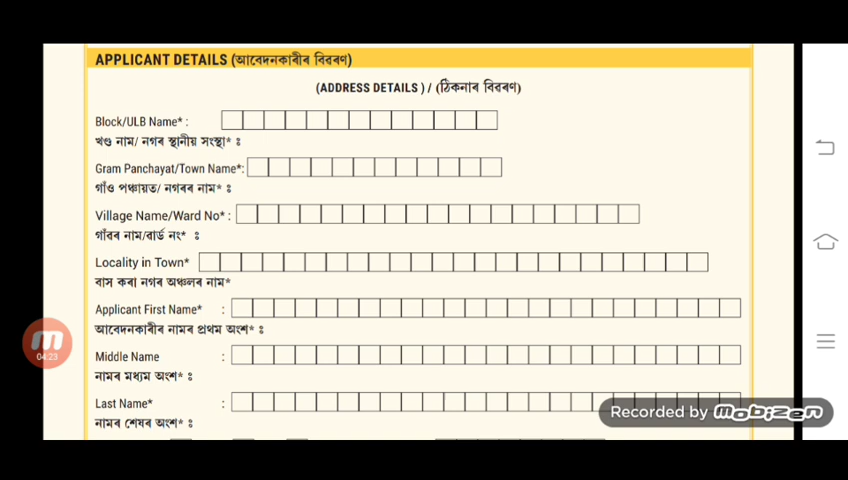 APPLICANT DETAILS (আবেদনকাৰীৰ বিৱৰণ)
(ADDRESS DETAILS ) / (ঠিকনাৰ বিৱৰণ)
Block/ULB Name* :
খণ্ড নাম/ নগৰ স্থানীয় সংস্থা* ঃ
Gram Panchayat/Town Name*:
গাঁও পঞ্চায়ত/ নগৰৰ নাম* ঃ
Village Name/Ward No* :
গাঁৱৰ নাম/ৱাৰ্ড নং* ঃ
Locality in Town*
বাস কৰা নগৰ অঞ্চলৰ নাম*
Applicant First Name* :
আবেদনকাৰীৰ নামৰ প্ৰথম অংশ* ঃ
04:23
Middle Name :
নামৰ মধ্যম অংশ* ঃ
Last Name* :
নামৰ শেষৰ অংশ* ঃ
Recorded by mobizen